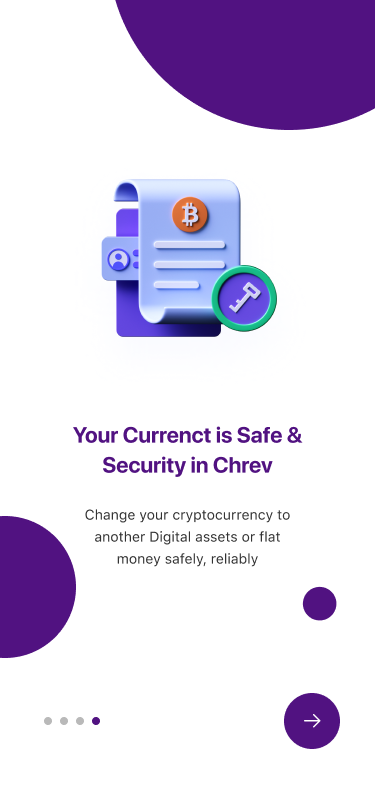 Your Currenct is Safe &
Security in Chrev
Change your cryptocurrency to
another Digital assets or flat
money safely, reliably